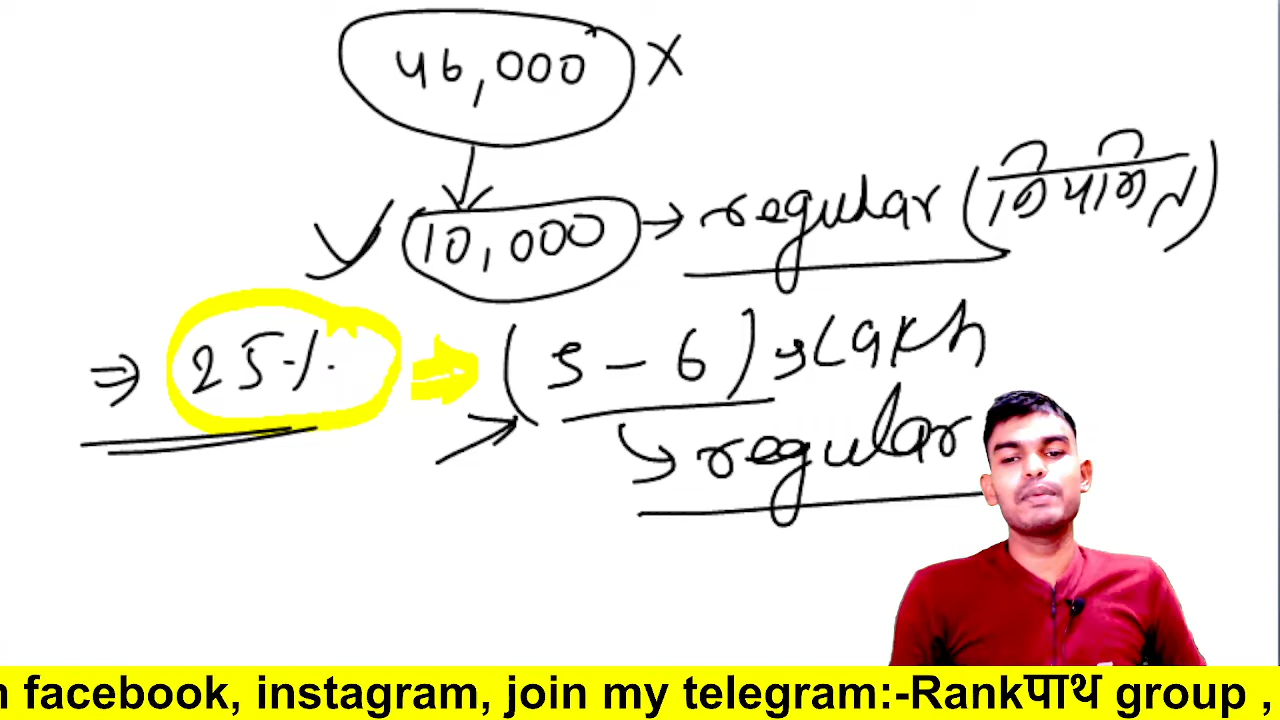 46,000 X
10,000 → regular (नियमित)
⇒ 25% ⇒ (5-6) → Lakh
→ regular
n facebook, instagram, join my telegram:-Rankपाथ group ,